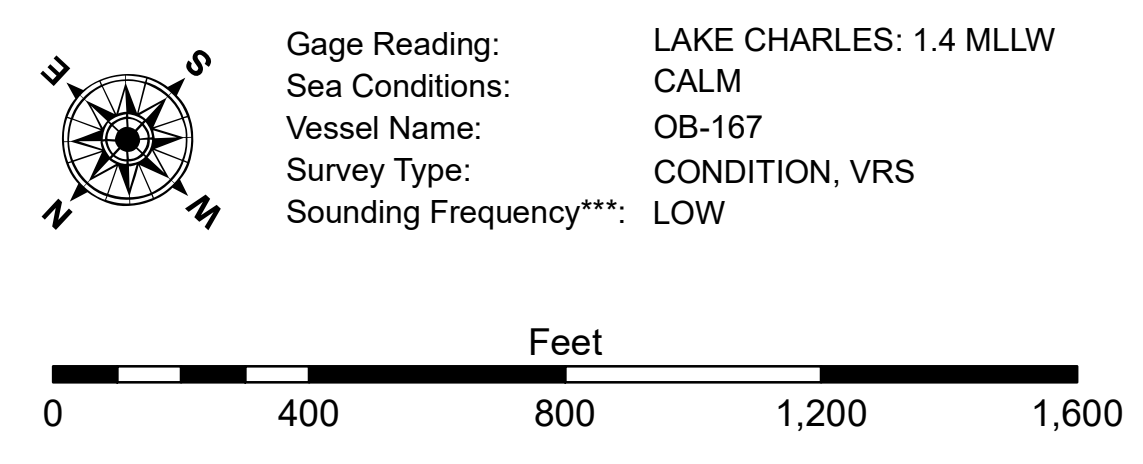 E
S
N
W
Gage Reading: LAKE CHARLES: 1.4 MLLW
Sea Conditions: CALM
Vessel Name: OB-167
Survey Type: CONDITION, VRS
Sounding Frequency***: LOW
Feet
0 400 800 1,200 1,600